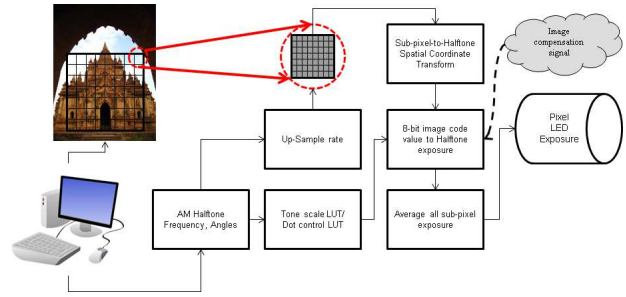 Sub-pixel-to-Halftone
Spatial Coordinate
Transform
Image
compensation
signal
Up-Sample rate
8-bit image code
value to Halftone
exposure
Pixel
LED
Exposure
AM Halftone
Frequency, Angles
Tone scale LUT/
Dot control LUT
Average all sub-pixel
exposure